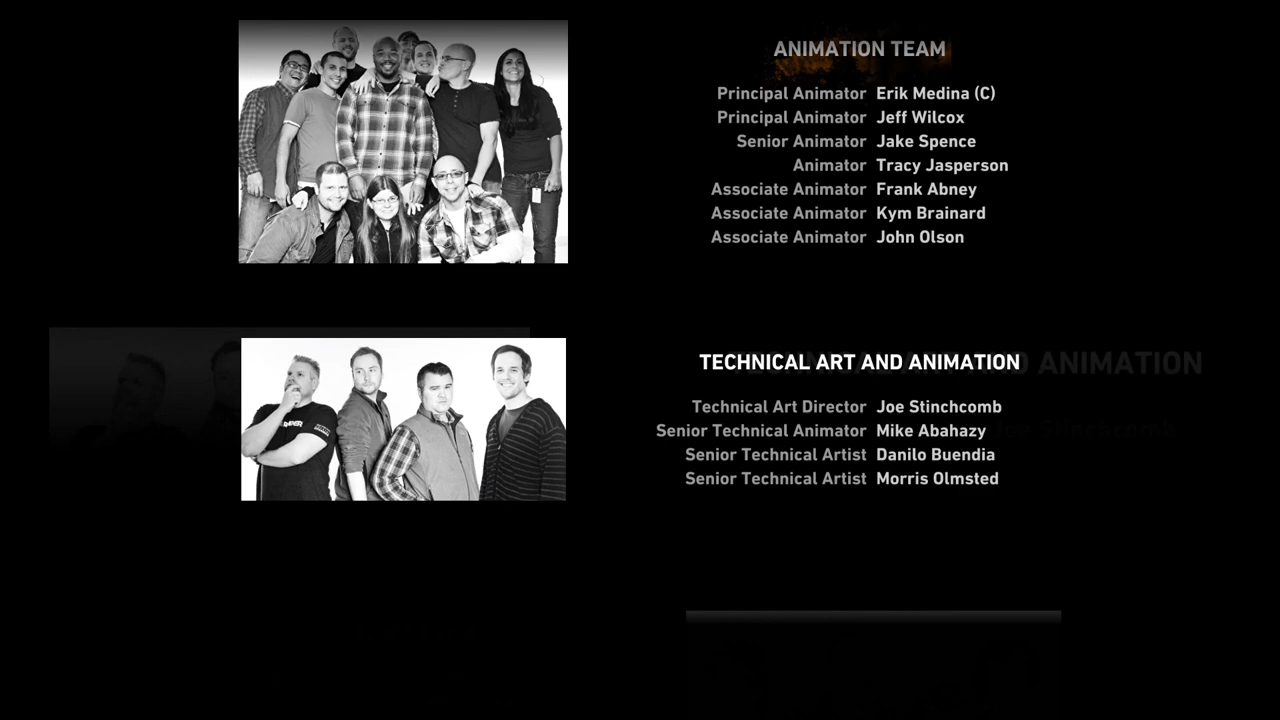 ANIMATION TEAM
Principal Animator Erik Medina (C)
Principal Animator Jeff Wilcox
Senior Animator Jake Spence
Animator Tracy Jasperson
Associate Animator Frank Abney
Associate Animator Kym Brainard
Associate Animator John Olson
TECHNICAL ART AND ANIMATION
Technical Art Director Joe Stinchcomb
Senior Technical Animator Mike Abahazy
Senior Technical Artist Danilo Buendia
Senior Technical Artist Morris Olmsted